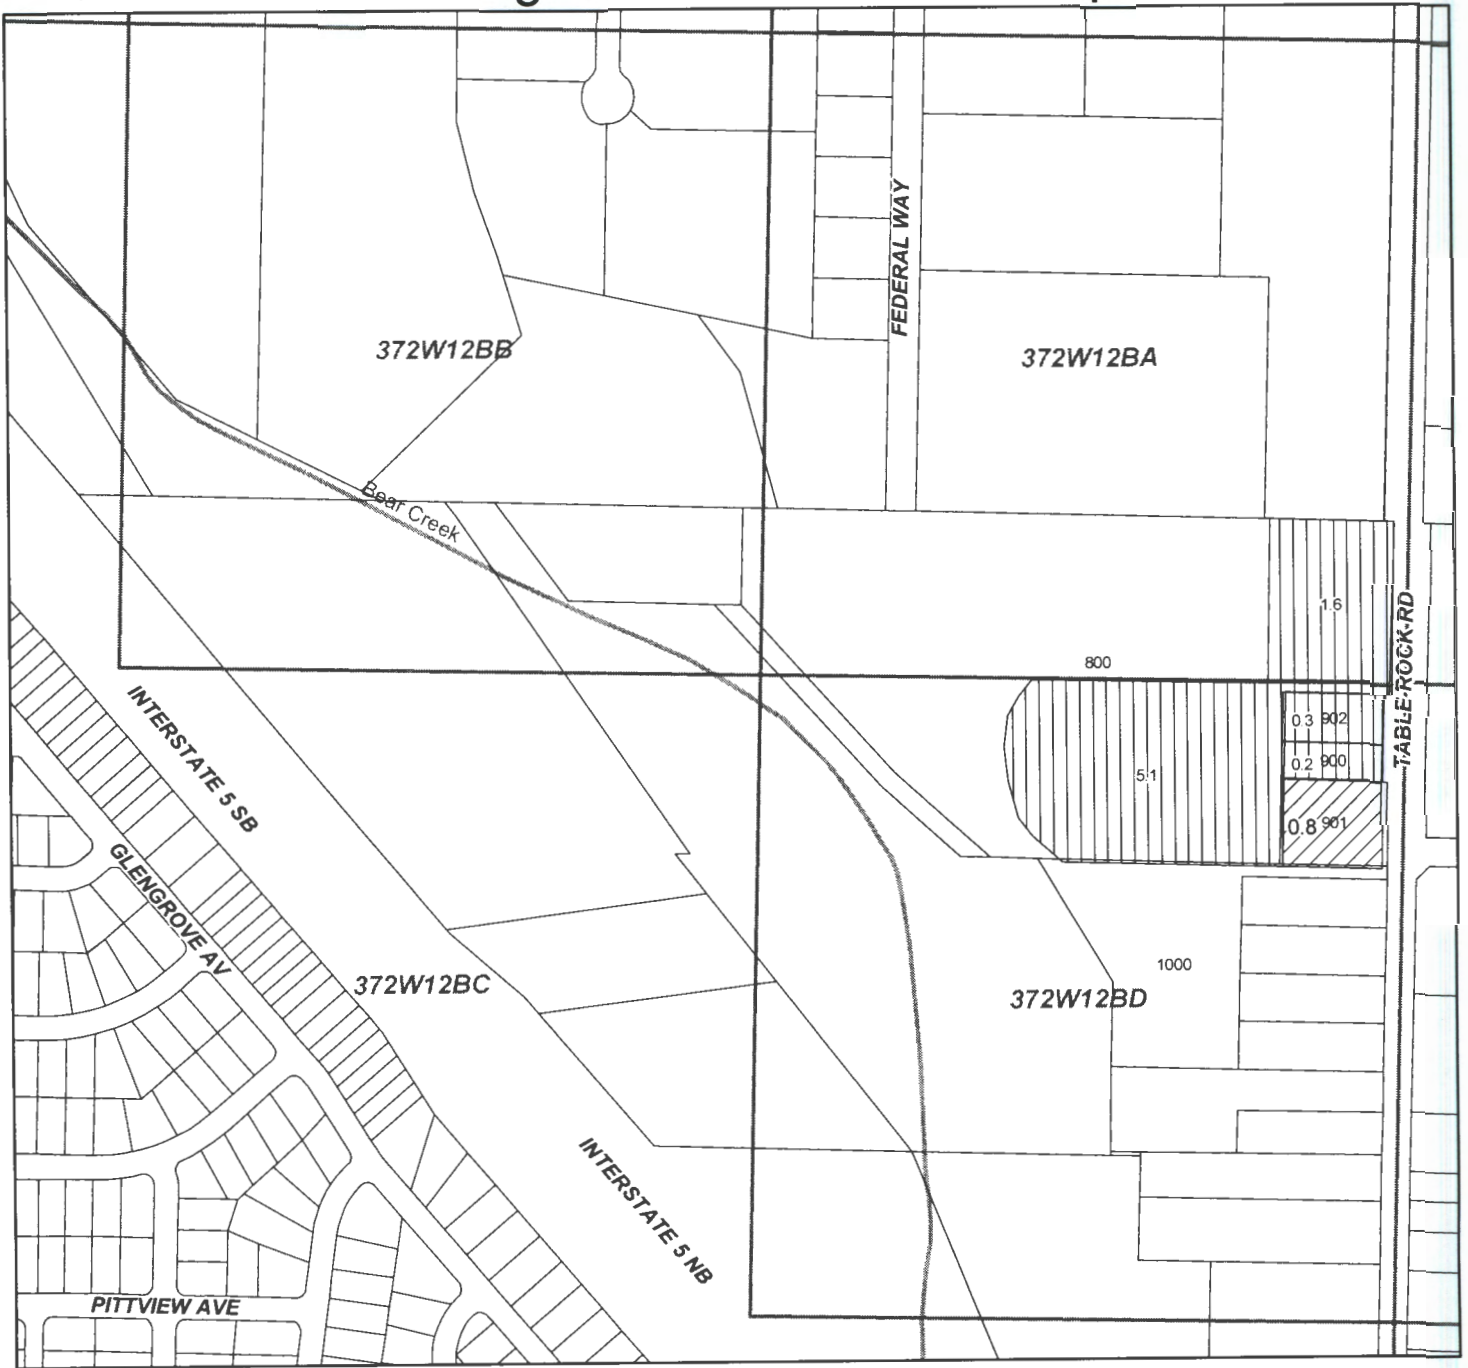 FEDERAL WAY
372W12BB
372W12BA
Bear Creek
1.6
TABLE ROCK RD
800
0.3 902
0.2 900
5.1
0.8 901
INTERSTATE 5 SB
GLENGROVE AV
372W12BC
1000
372W12BD
INTERSTATE 5 NB
PITTVIEW AVE